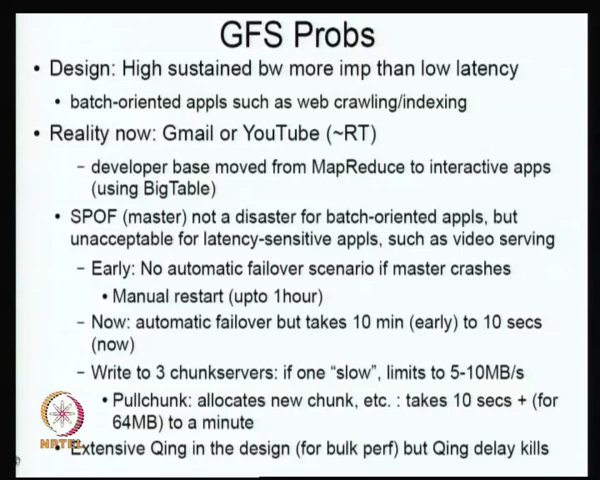 GFS Probs
• Design: High sustained bw more imp than low latency
• batch-oriented appls such as web crawling/indexing
• Reality now: Gmail or YouTube (~RT)
– developer base moved from MapReduce to interactive apps
(using BigTable)
• SPOF (master) not a disaster for batch-oriented appls, but
unacceptable for latency-sensitive appls, such as video serving
– Early: No automatic failover scenario if master crashes
• Manual restart (upto 1hour)
– Now: automatic failover but takes 10 min (early) to 10 secs
(now)
– Write to 3 chunkservers: if one “slow”, limits to 5-10MB/s
• Pullchunk: allocates new chunk, etc. : takes 10 secs + (for
64MB) to a minute
• Extensive Qing in the design (for bulk perf) but Qing delay kills
NPTEL